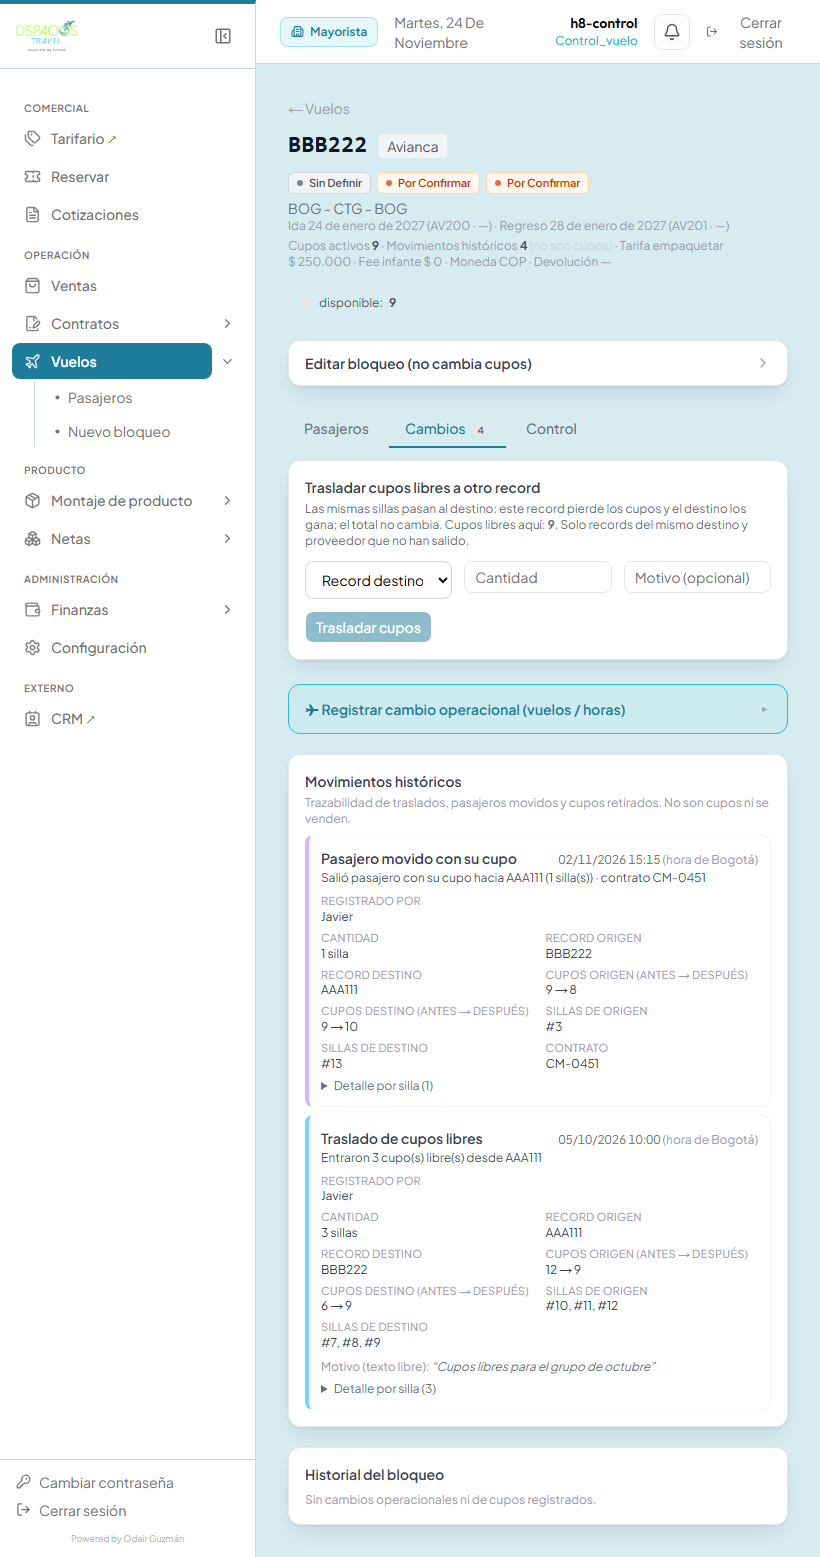 D'SPACIOS
TRAVEL
COMERCIAL
Tarifario ↗
Reservar
Cotizaciones
OPERACIÓN
Ventas
Contratos
Vuelos
• Pasajeros
• Nuevo bloqueo
PRODUCTO
Montaje de producto
Netas
ADMINISTRACIÓN
Finanzas
Configuración
EXTERNO
CRM ↗
Cambiar contraseña
Cerrar sesión
Powered by Odair Guzmán
Mayorista
Martes, 24 De
Noviembre
h8-control
Control_vuelo
Cerrar
sesión
← Vuelos
BBB222 Avianca
Sin Definir Por Confirmar Por Confirmar
BOG - CTG - BOG
Ida 24 de enero de 2027 (AV200 · —) · Regreso 28 de enero de 2027 (AV201 · —)
Cupos activos 9 · Movimientos históricos 4 (no son cupos) · Tarifa empaquetar
$ 250.000 · Fee infante $ 0 · Moneda COP · Devolución —
disponible: 9
Editar bloqueo (no cambia cupos)
Pasajeros Cambios 4 Control
Trasladar cupos libres a otro record
Las mismas sillas pasan al destino: este record pierde los cupos y el destino los
gana; el total no cambia. Cupos libres aquí: 9. Solo records del mismo destino y
proveedor que no han salido.
Record destino Cantidad Motivo (opcional)
Trasladar cupos
✈ Registrar cambio operacional (vuelos / horas)
Movimientos históricos
Trazabilidad de traslados, pasajeros movidos y cupos retirados. No son cupos ni se
venden.
Pasajero movido con su cupo 02/11/2026 15:15 (hora de Bogotá)
Salió pasajero con su cupo hacia AAA111 (1 silla(s)) · contrato CM-0451
REGISTRADO POR
Javier
CANTIDAD RECORD ORIGEN
1 silla BBB222
RECORD DESTINO CUPOS ORIGEN (ANTES → DESPUÉS)
AAA111 9 → 8
CUPOS DESTINO (ANTES → DESPUÉS) SILLAS DE ORIGEN
9 → 10 #3
SILLAS DE DESTINO CONTRATO
#13 CM-0451
▶ Detalle por silla (1)
Traslado de cupos libres 05/10/2026 10:00 (hora de Bogotá)
Entraron 3 cupo(s) libre(s) desde AAA111
REGISTRADO POR
Javier
CANTIDAD RECORD ORIGEN
3 sillas AAA111
RECORD DESTINO CUPOS ORIGEN (ANTES → DESPUÉS)
BBB222 12 → 9
CUPOS DESTINO (ANTES → DESPUÉS) SILLAS DE ORIGEN
6 → 9 #10, #11, #12
SILLAS DE DESTINO
#7, #8, #9
Motivo (texto libre): "Cupos libres para el grupo de octubre"
▶ Detalle por silla (3)
Historial del bloqueo
Sin cambios operacionales ni de cupos registrados.